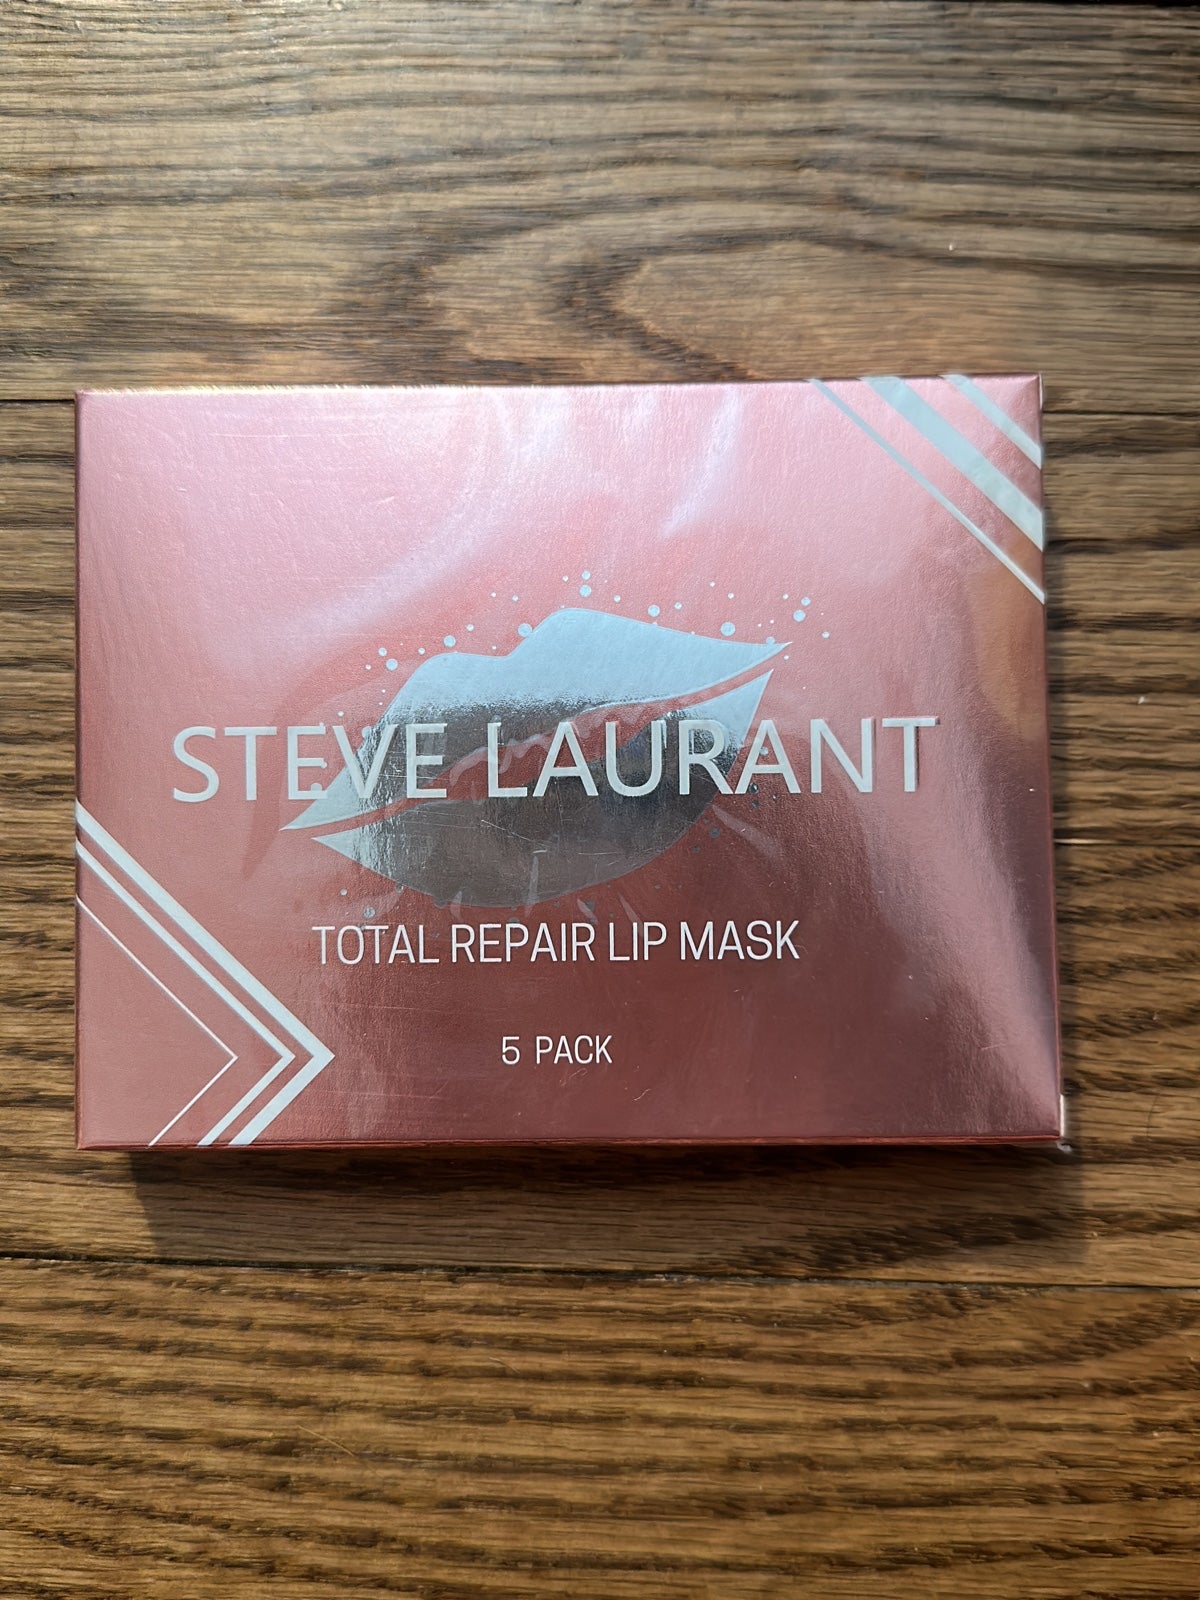 STEVE LAURANT
TOTAL REPAIR LIP MASK
5 PACK